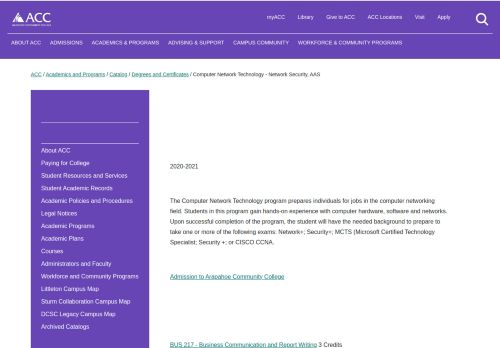 myACC Library Give to ACC ACC Locations Visit Apply
ACC
ABOUT ACC ADMISSIONS ACADEMICS & PROGRAMS ADVISING & SUPPORT CAMPUS COMMUNITY WORKFORCE & COMMUNITY PROGRAMS
ACC / Academics and Programs / Catalog / Degrees and Certificates / Computer Network Technology - Network Security, AAS
About ACC
Paying for College
Student Resources and Services
Student Academic Records
Academic Policies and Procedures
Legal Notices
Academic Programs
Academic Plans
Courses
Administrators and Faculty
Workforce and Community Programs
Littleton Campus Map
Sturm Collaboration Campus Map
DCSC Legacy Campus Map
Archived Catalogs
2020-2021
The Computer Network Technology program prepares individuals for jobs in the computer networking
field. Students in this program gain hands-on experience with computer hardware, software and networks.
Upon successful completion of the program, the student will have the needed background to prepare to
take one or more of the following exams: Network+; Security+; MCTS (Microsoft Certified Technology
Specialist; Security +; or CISCO CCNA.
Admission to Arapahoe Community College
BUS 217 - Business Communication and Report Writing 3 Credits